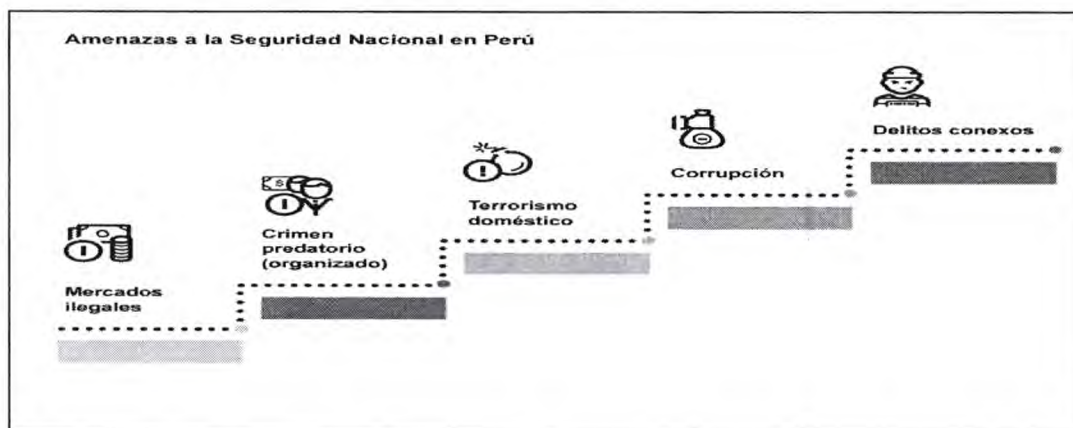 Amenazas a la Seguridad Nacional en Perú
Delitos conexos
Corrupción
Terrorismo
doméstico
Crimen
predatorio
(organizado)
Mercados
ilegales